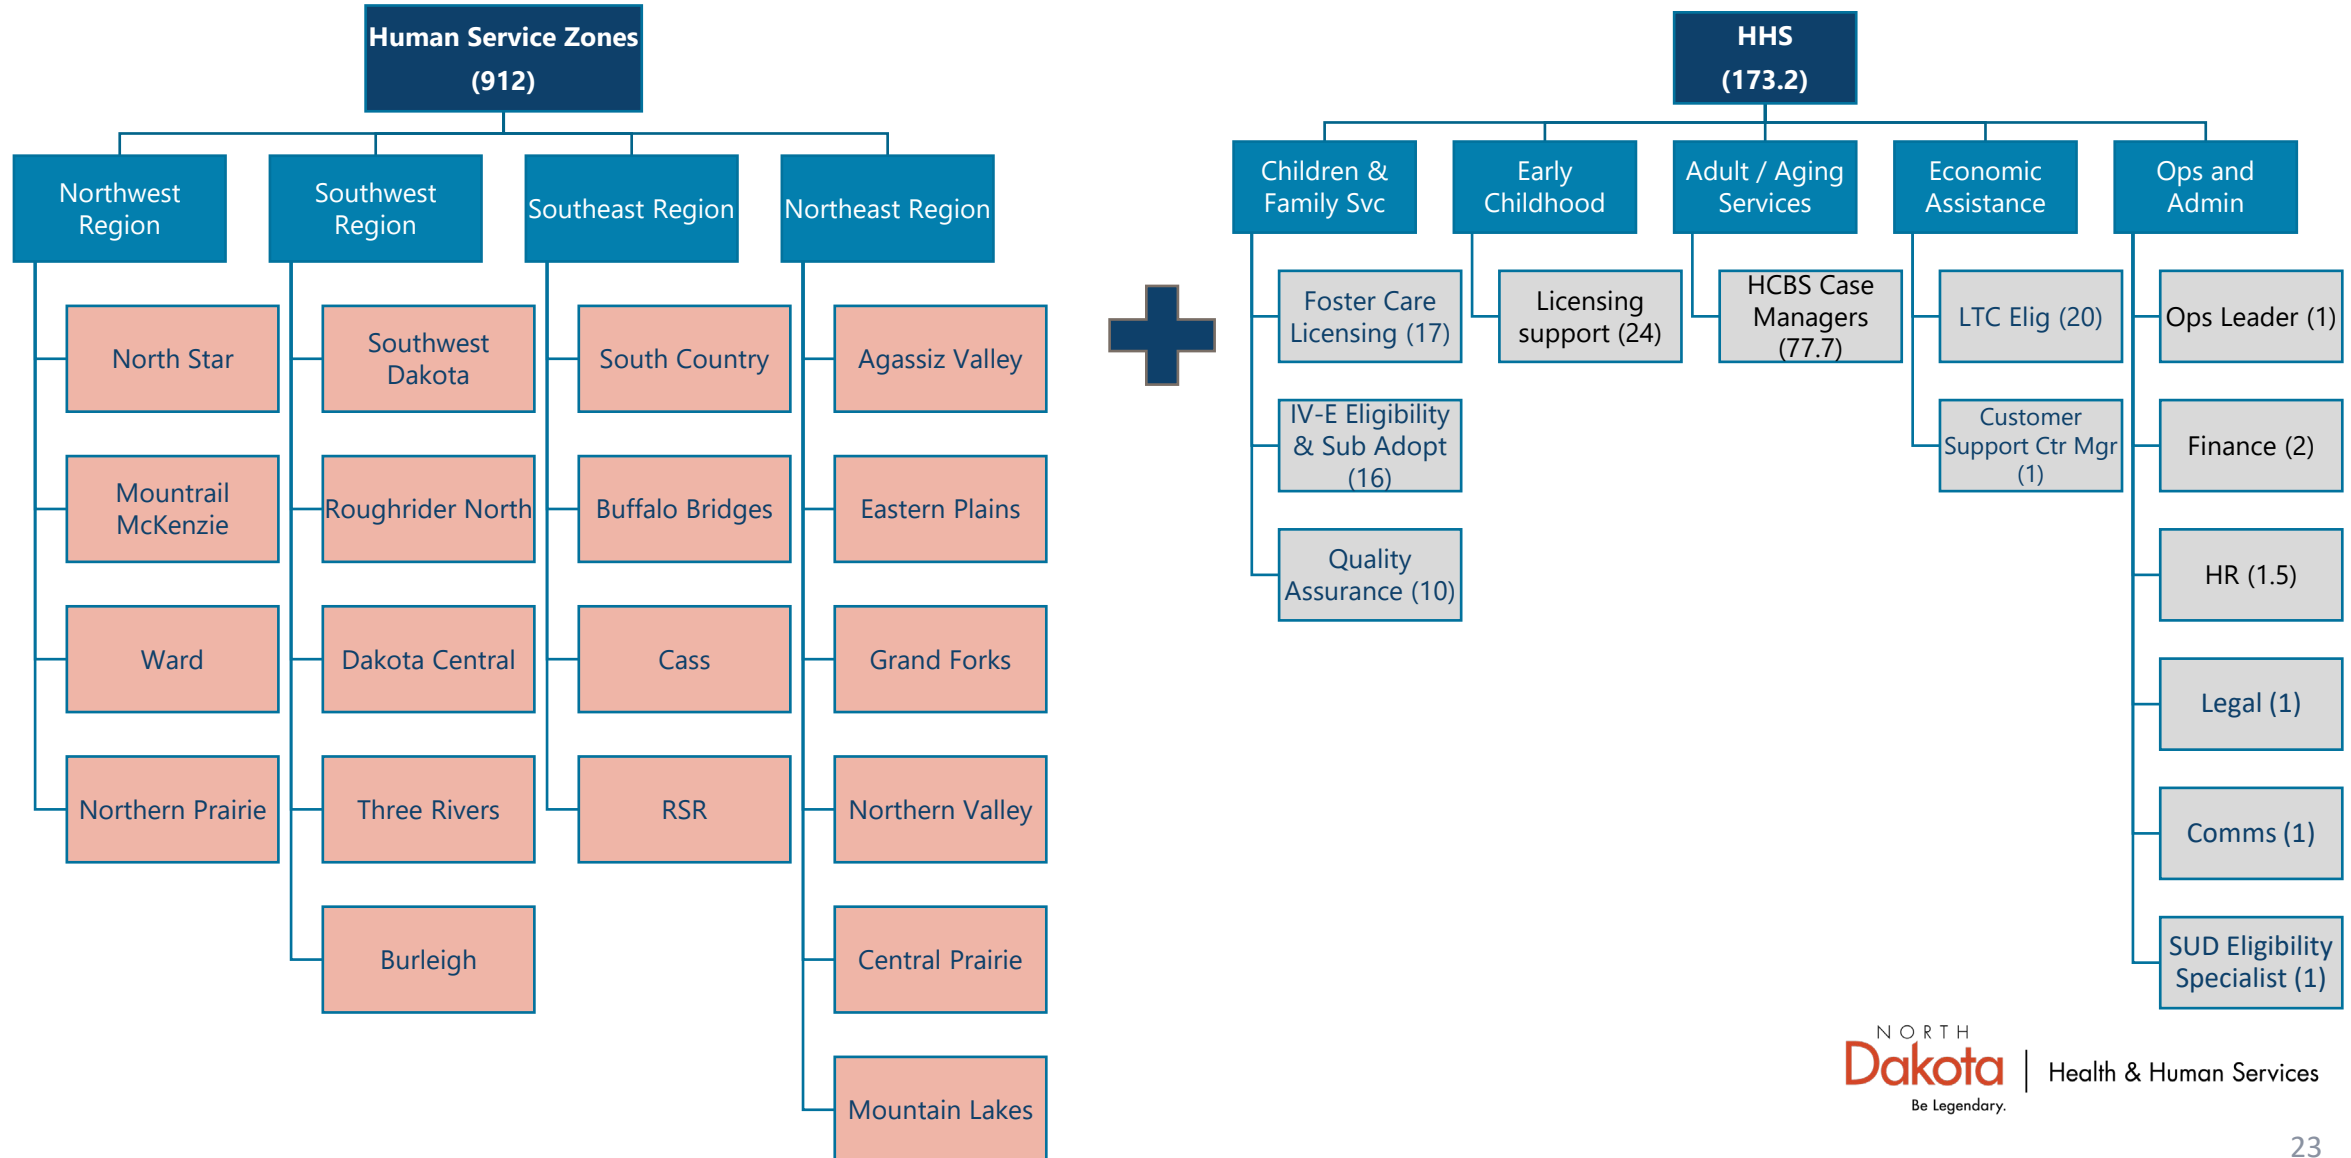 Human Service Zones
(912)
Northwest
Region
North Star
Mountrail
McKenzie
Ward
Northern Prairie
Southwest
Region
Southwest
Dakota
Roughrider North
Dakota Central
Three Rivers
Burleigh
Southeast Region
South Country
Buffalo Bridges
Cass
RSR
Northeast Region
Agassiz Valley
Eastern Plains
Grand Forks
Northern Valley
Central Prairie
Mountain Lakes
HHS
(173.2)
Children &
Family Svc
Foster Care
Licensing (17)
IV-E Eligibility
& Sub Adopt
(16)
Quality
Assurance (10)
Early
Childhood
Licensing
support (24)
Adult / Aging
Services
HCBS Case
Managers
(77.7)
Economic
Assistance
LTC Elig (20)
Customer
Support Ctr Mgr
(1)
Ops and
Admin
Ops Leader (1)
Finance (2)
HR (1.5)
Legal (1)
Comms (1)
SUD Eligibility
Specialist (1)
NORTH
Dakota
Be Legendary.
Health & Human Services
23